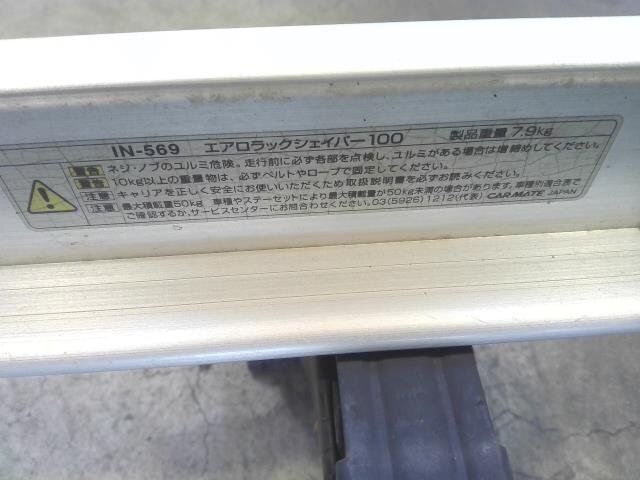 IN-569 エアロラックシェイパー100 製品重量 7.9kg
警告 ネジ・ノブのユルミ危険。走行前に必ず各部を点検し、ユルミがある場合は増締めしてください。
警告 10kg以上の重量物は、必ずベルトやロープで固定してください。
注意 キャリアを正しく安全にお使いいただくため取扱説明書を必ずお読みください。
注意 最大積載量50kg 車種やステーセットにより最大積載量が50kg未満の場合があります。車種別適合表で
ご確認するか、サービスセンターにお問合わせください。03(5926)1212(代表) CARMATE JAPAN